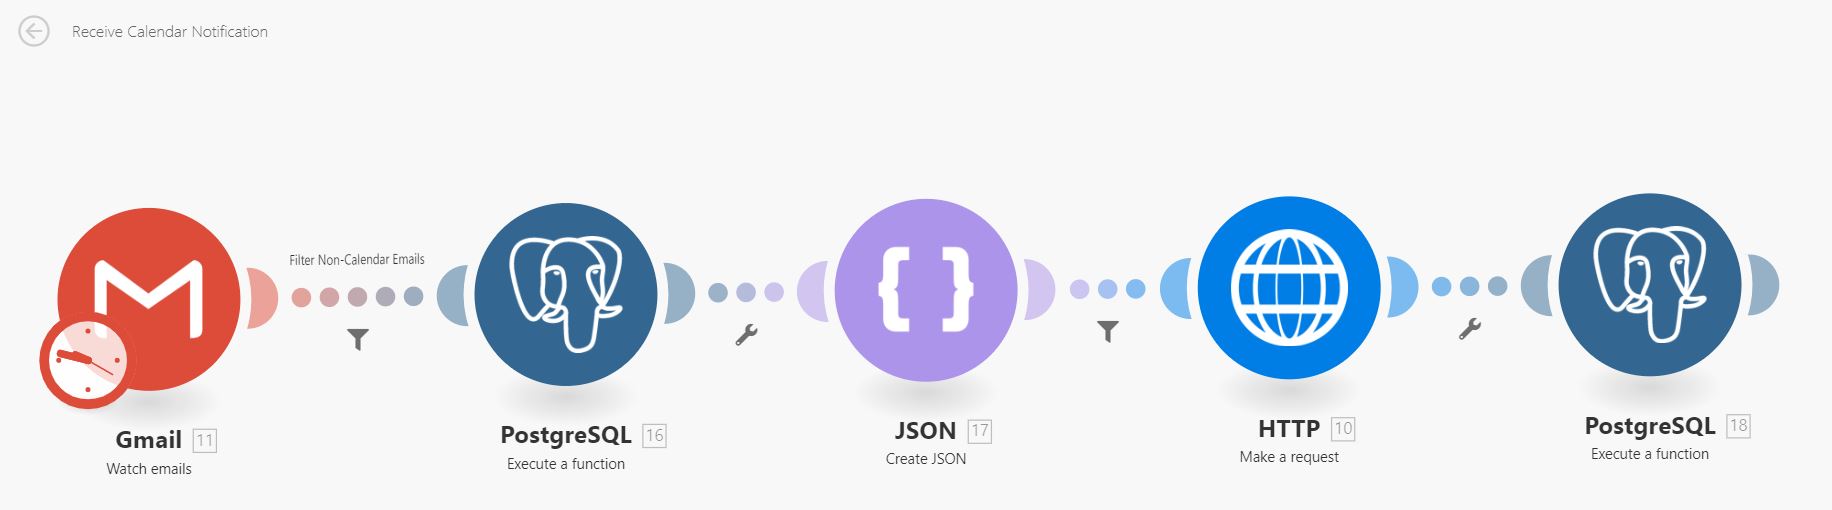 Receive Calendar Notification
Filter Non-Calendar Emails
Gmail 11
Watch emails
PostgreSQL 16
Execute a function
JSON 17
Create JSON
HTTP 10
Make a request
PostgreSQL 18
Execute a function